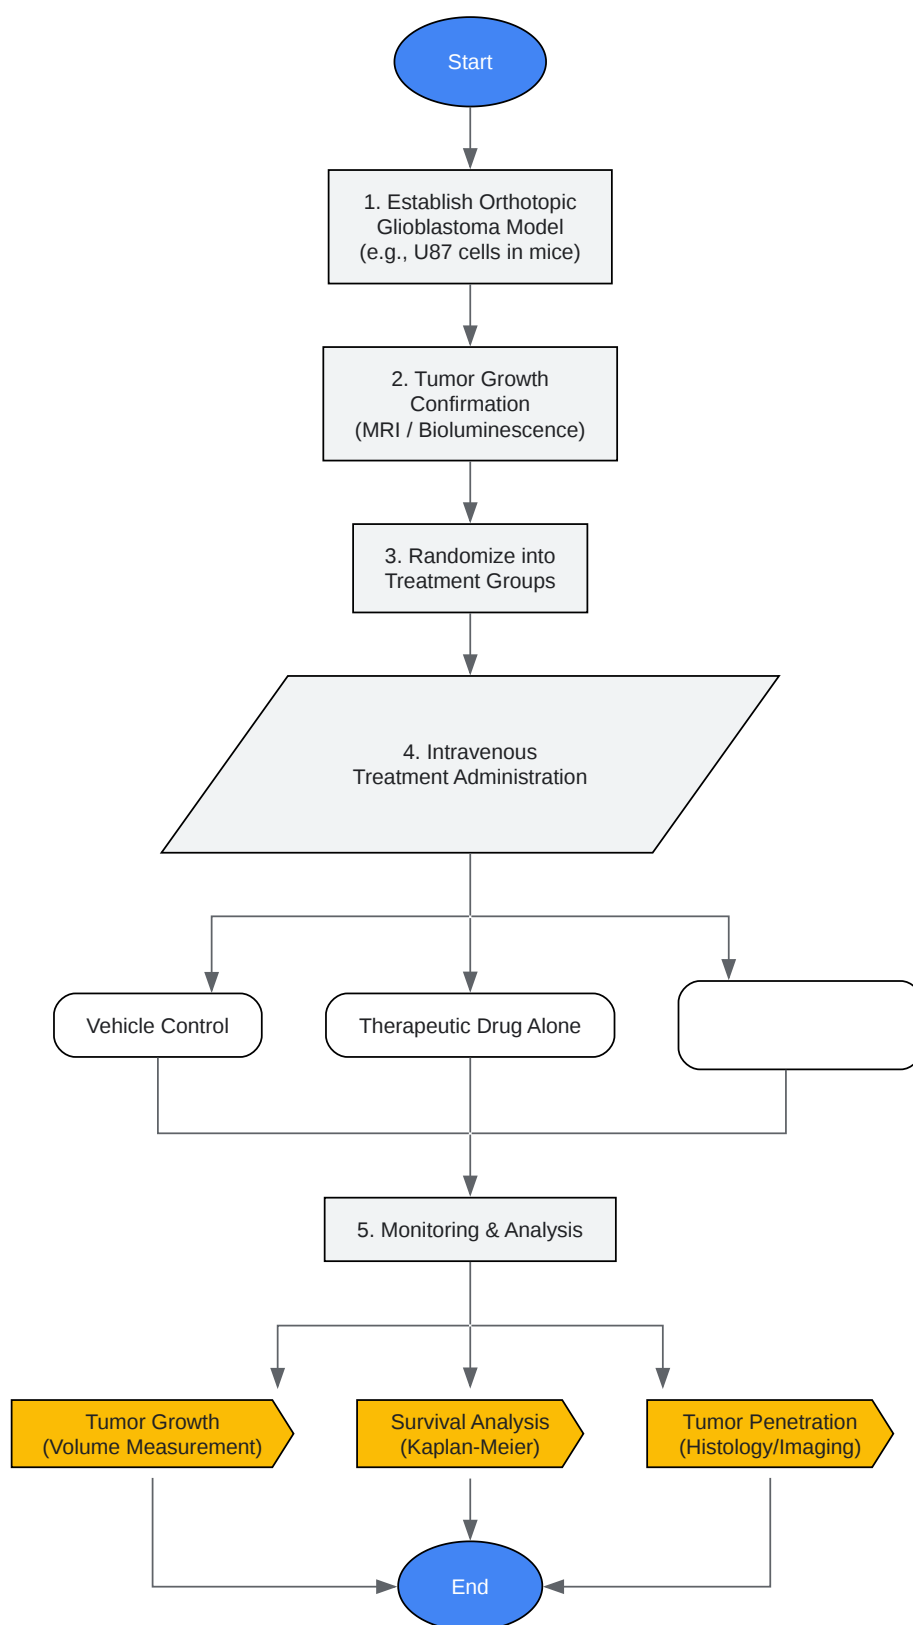 Start
1. Establish Orthotopic
Glioblastoma Model
(e.g., U87 cells in mice)
2. Tumor Growth
Confirmation
(MRI / Bioluminescence)
3. Randomize into
Treatment Groups
4. Intravenous
Treatment Administration
Vehicle Control
Therapeutic Drug Alone
5. Monitoring & Analysis
Tumor Growth
(Volume Measurement)
Survival Analysis
(Kaplan-Meier)
Tumor Penetration
(Histology/Imaging)
End